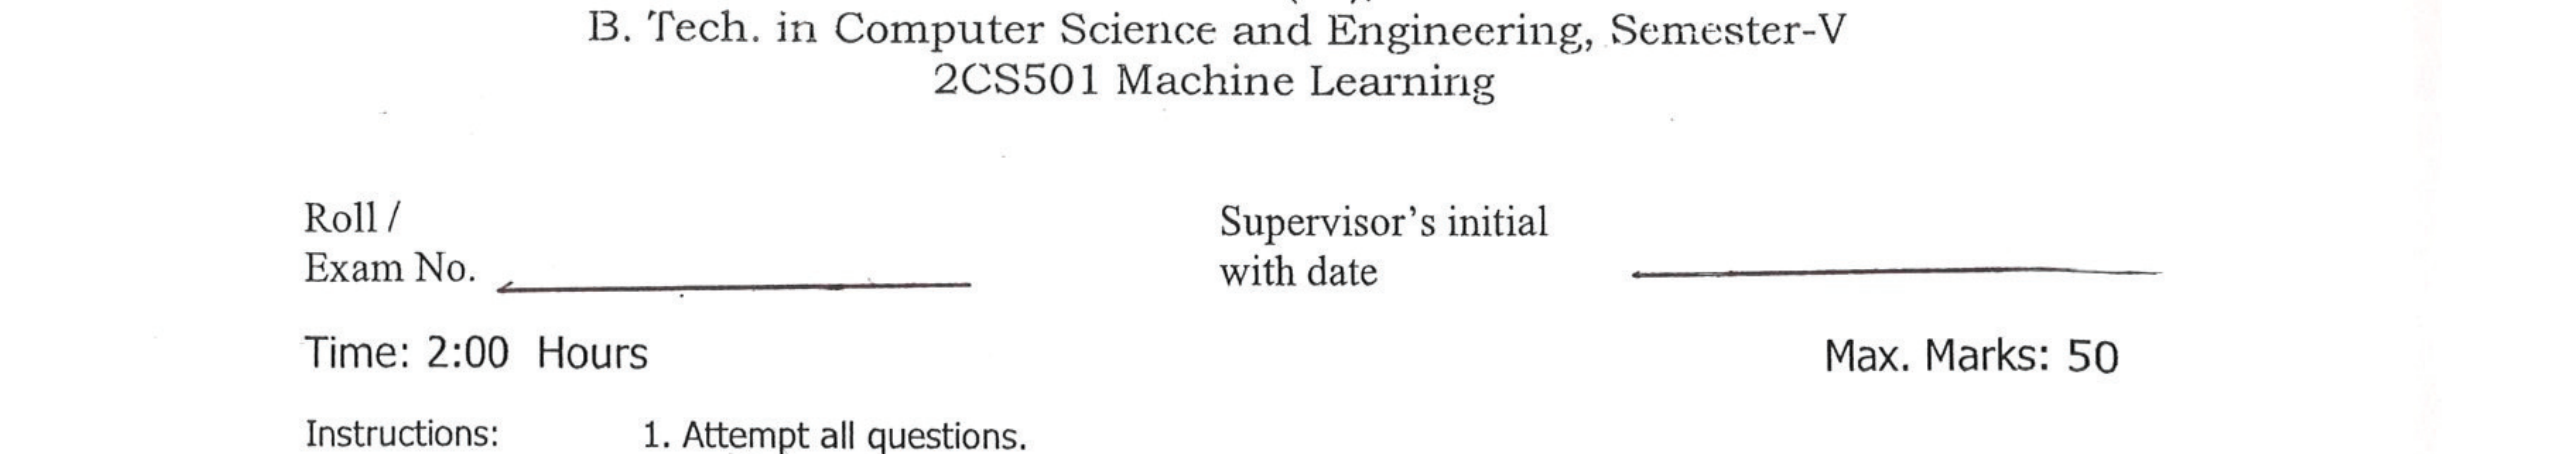 B. Tech. in Computer Science and Engineering, Semester-V
2CS501 Machine Learning
Roll /
Exam No.
Supervisor's initial
with date
Time: 2:00 Hours
Max. Marks: 50
Instructions: 1. Attempt all questions.